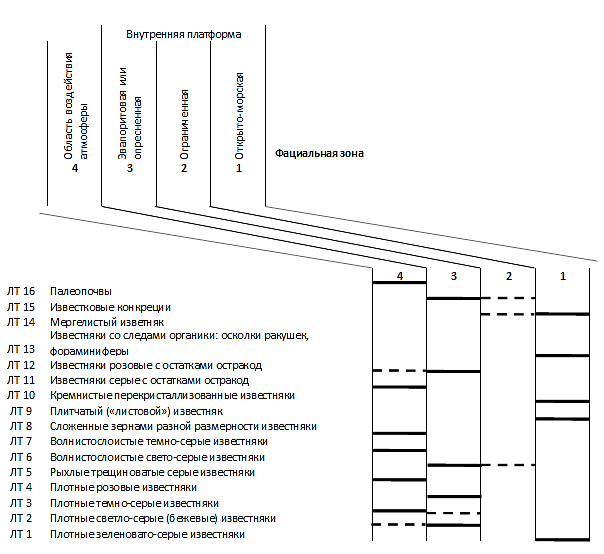 Внутренняя платформа
Область воздействия
атмосферы
4
Эвапоритовая или
опресненная
3
Ограниченная
2
Открыто-морская
1
Фациальная зона
4 3 2 1
ЛТ 16 Палеопочвы
ЛТ 15 Известковые конкреции
ЛТ 14 Мергелистый известняк
Известняки со следами органики: осколки ракушек,
ЛТ 13 фораминиферы
ЛТ 12 Известняки розовые с остатками остракод
ЛТ 11 Известняки серые с остатками остракод
ЛТ 10 Кремнистые перекристаллизованные известняки
ЛТ 9 Плитчатый («листовой») известняк
ЛТ 8 Сложенные зернами разной размерности известняки
ЛТ 7 Волнистослоистые темно-серые известняки
ЛТ 6 Волнистослоистые свето-серые известняки
ЛТ 5 Рыхлые трещиноватые серые известняки
ЛТ 4 Плотные розовые известняки
ЛТ 3 Плотные темно-серые известняки
ЛТ 2 Плотные светло-серые (бежевые) известняки
ЛТ 1 Плотные зеленовато-серые известняки